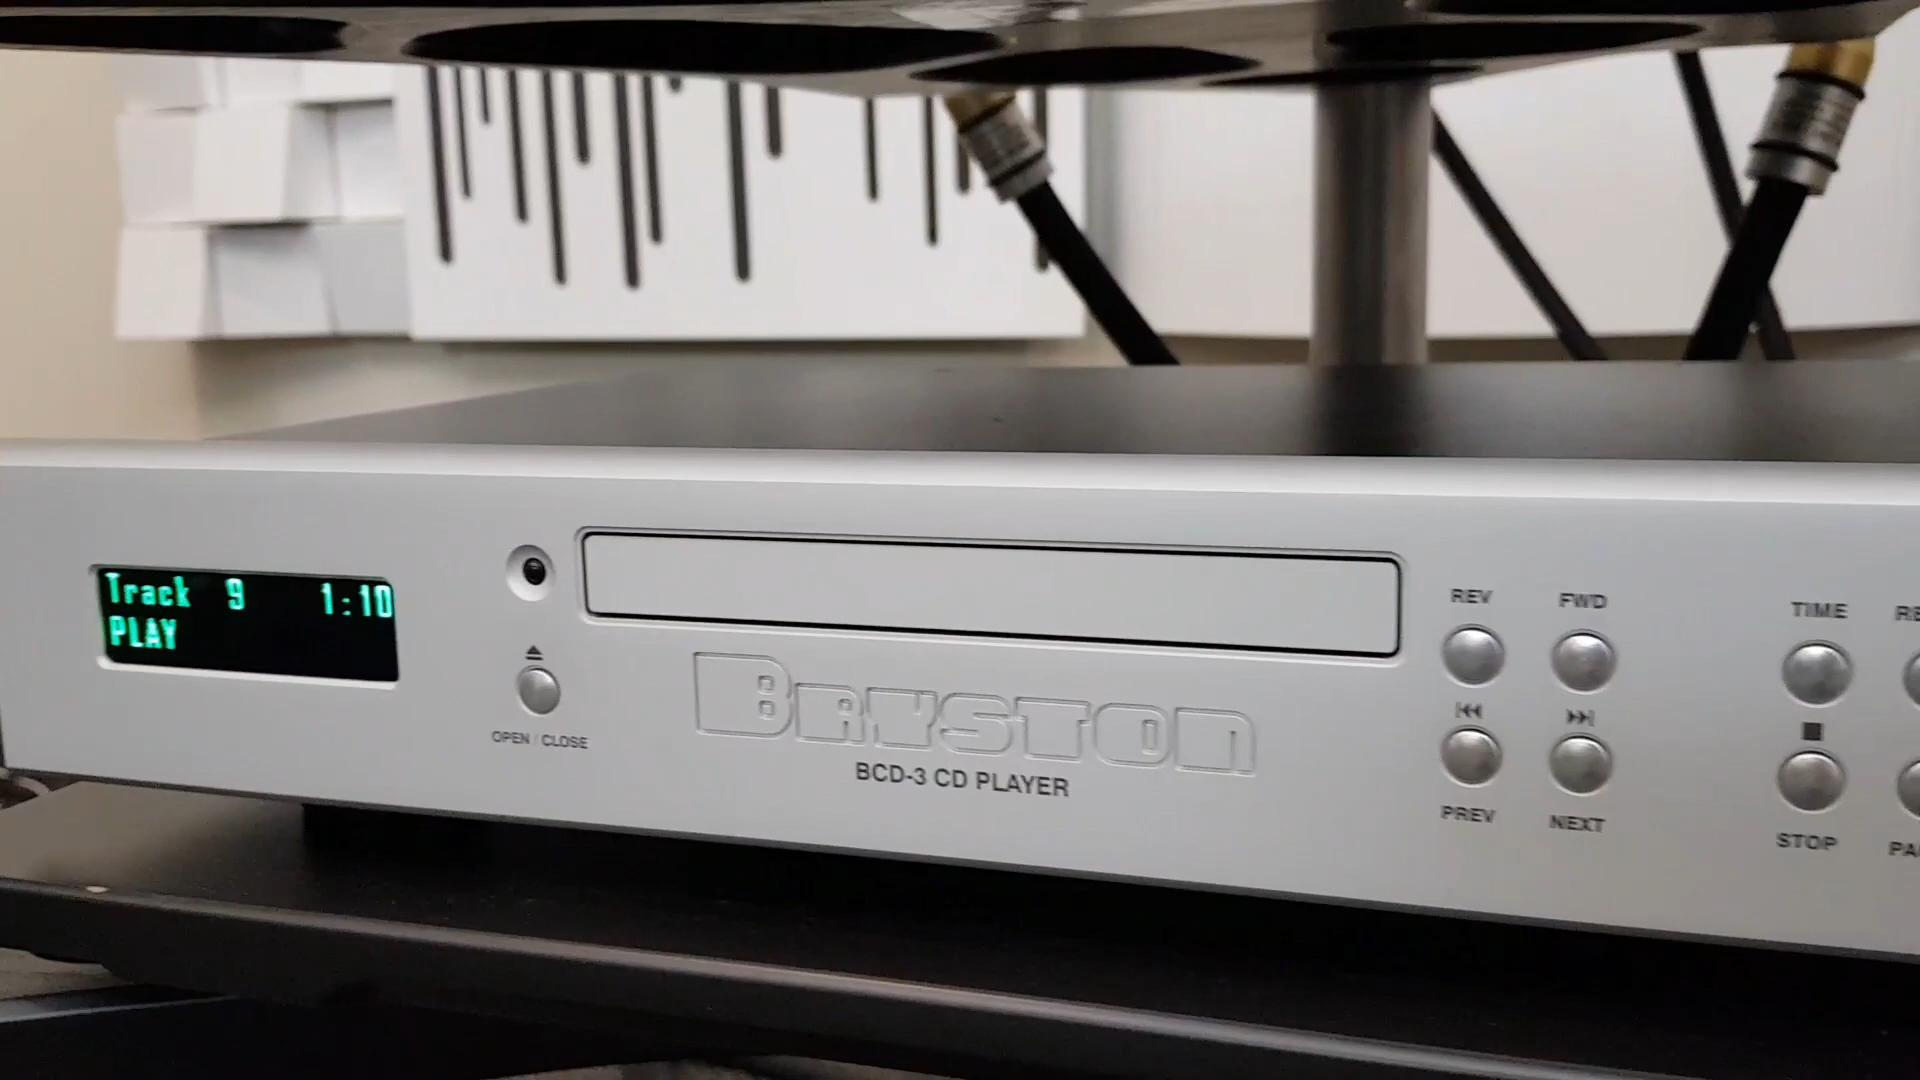 Track 9 1:10
PLAY
OPEN / CLOSE
BRYSTON
BCD-3 CD PLAYER
REV FWD
PREV NEXT
TIME
STOP